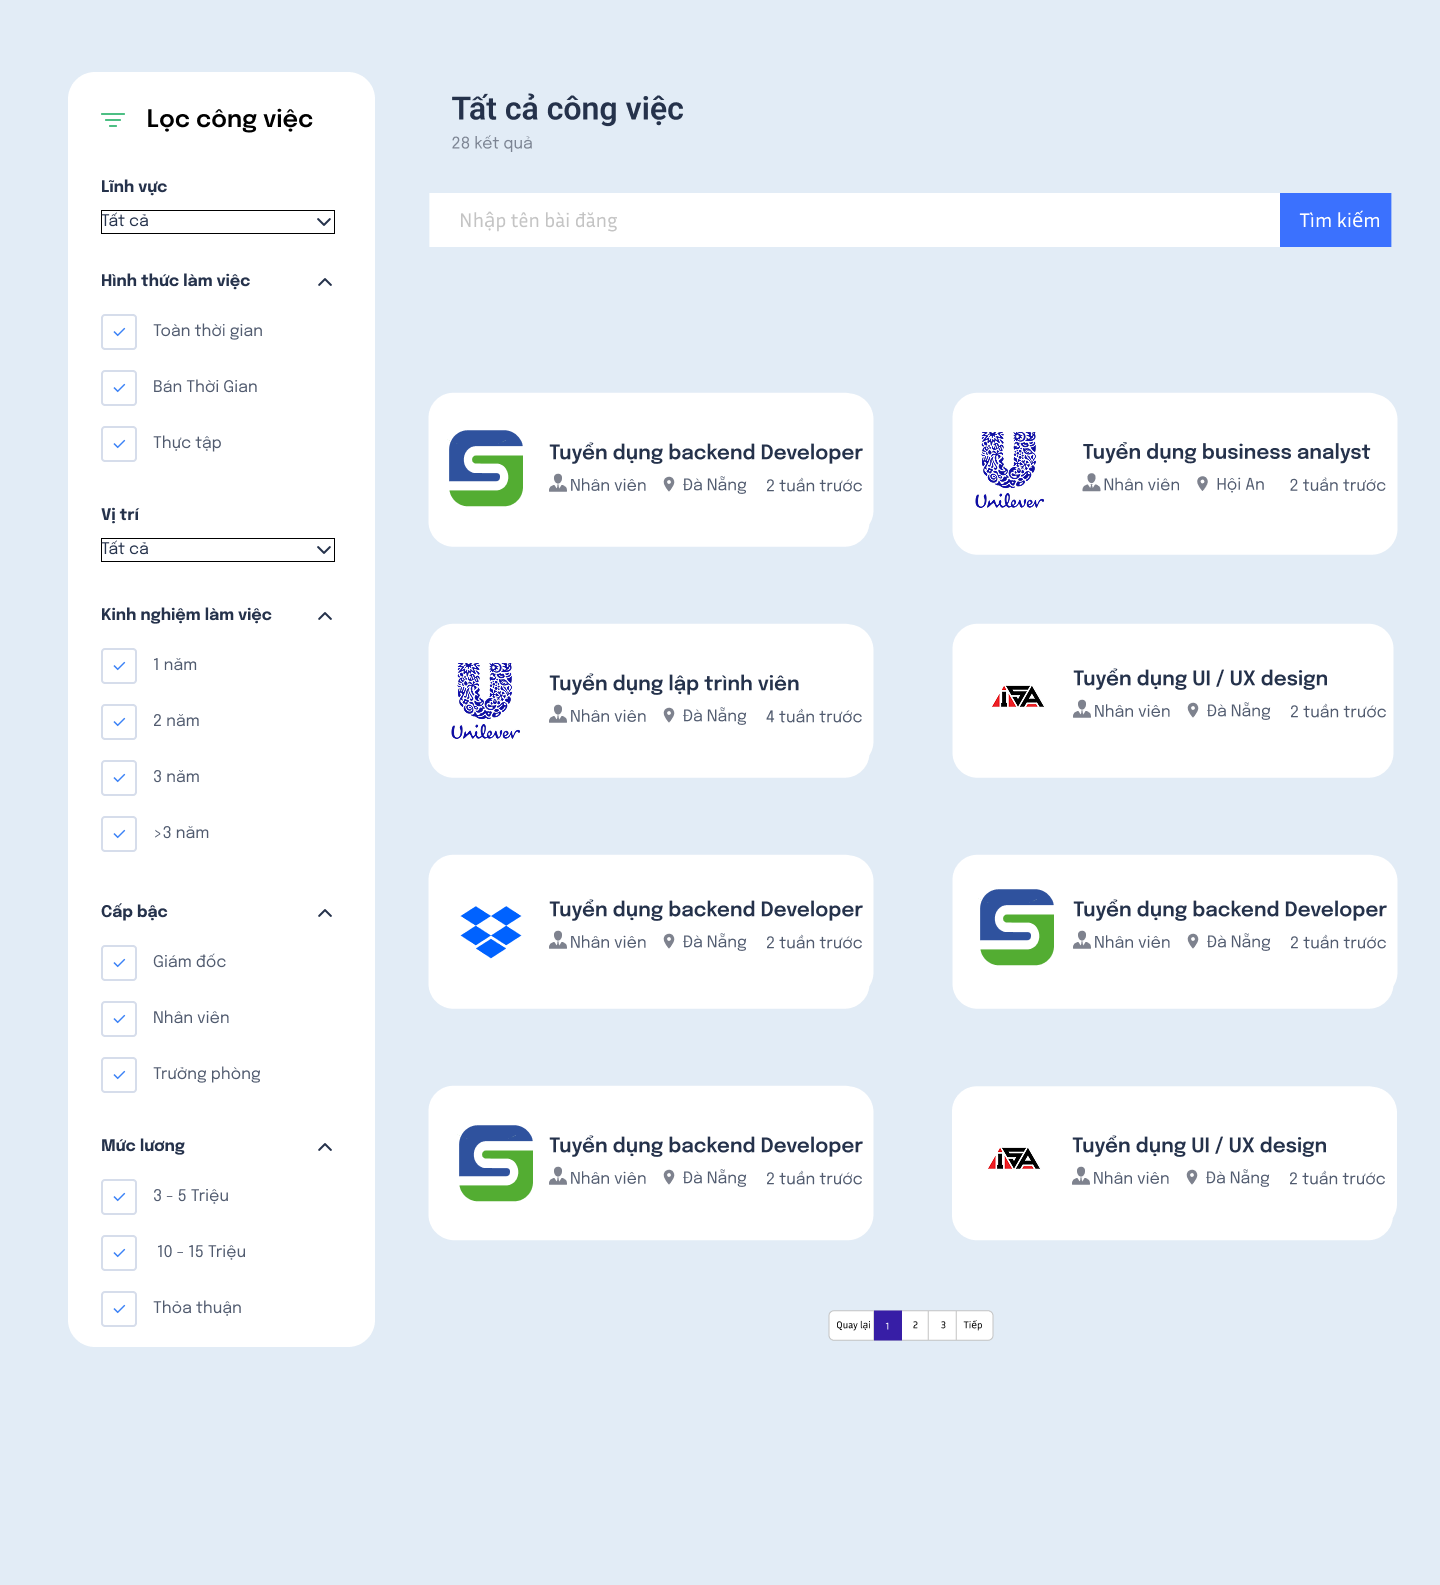 Lọc công việc
Lĩnh vực
Tất cả
Hình thức làm việc
Toàn thời gian
Bán Thời Gian
Thực tập
Vị trí
Tất cả
Kinh nghiệm làm việc
1 năm
2 năm
3 năm
>3 năm
Cấp bậc
Giám đốc
Nhân viên
Trưởng phòng
Mức lương
3 - 5 Triệu
10 - 15 Triệu
Thỏa thuận
Tất cả công việc
28 kết quả
Nhập tên bài đăng
Tìm kiếm
Tuyển dụng backend Developer
Nhân viên Đà Nẵng 2 tuần trước
Unilever
Tuyển dụng business analyst
Nhân viên Hội An 2 tuần trước
Unilever
Tuyển dụng lập trình viên
Nhân viên Đà Nẵng 4 tuần trước
Tuyển dụng UI / UX design
Nhân viên Đà Nẵng 2 tuần trước
Tuyển dụng backend Developer
Nhân viên Đà Nẵng 2 tuần trước
Tuyển dụng backend Developer
Nhân viên Đà Nẵng 2 tuần trước
Tuyển dụng backend Developer
Nhân viên Đà Nẵng 2 tuần trước
Tuyển dụng UI / UX design
Nhân viên Đà Nẵng 2 tuần trước
Quay lại 1 2 3 Tiếp